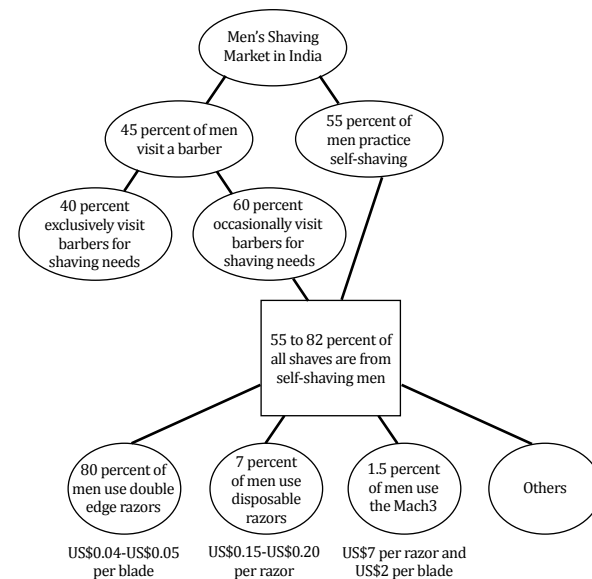 Men's Shaving
Market in India
45 percent of men
visit a barber
55 percent of
men practice
self-shaving
40 percent
exclusively visit
barbers for
shaving needs
60 percent
occasionally visit
barbers for
shaving needs
55 to 82 percent of
all shaves are from
self-shaving men
80 percent of
men use double
edge razors
7 percent
of men use
disposable
razors
1.5 percent
of men use
the Mach3
Others
US$0.04-US$0.05
per blade
US$0.15-US$0.20
per razor
US$7 per razor and
US$2 per blade